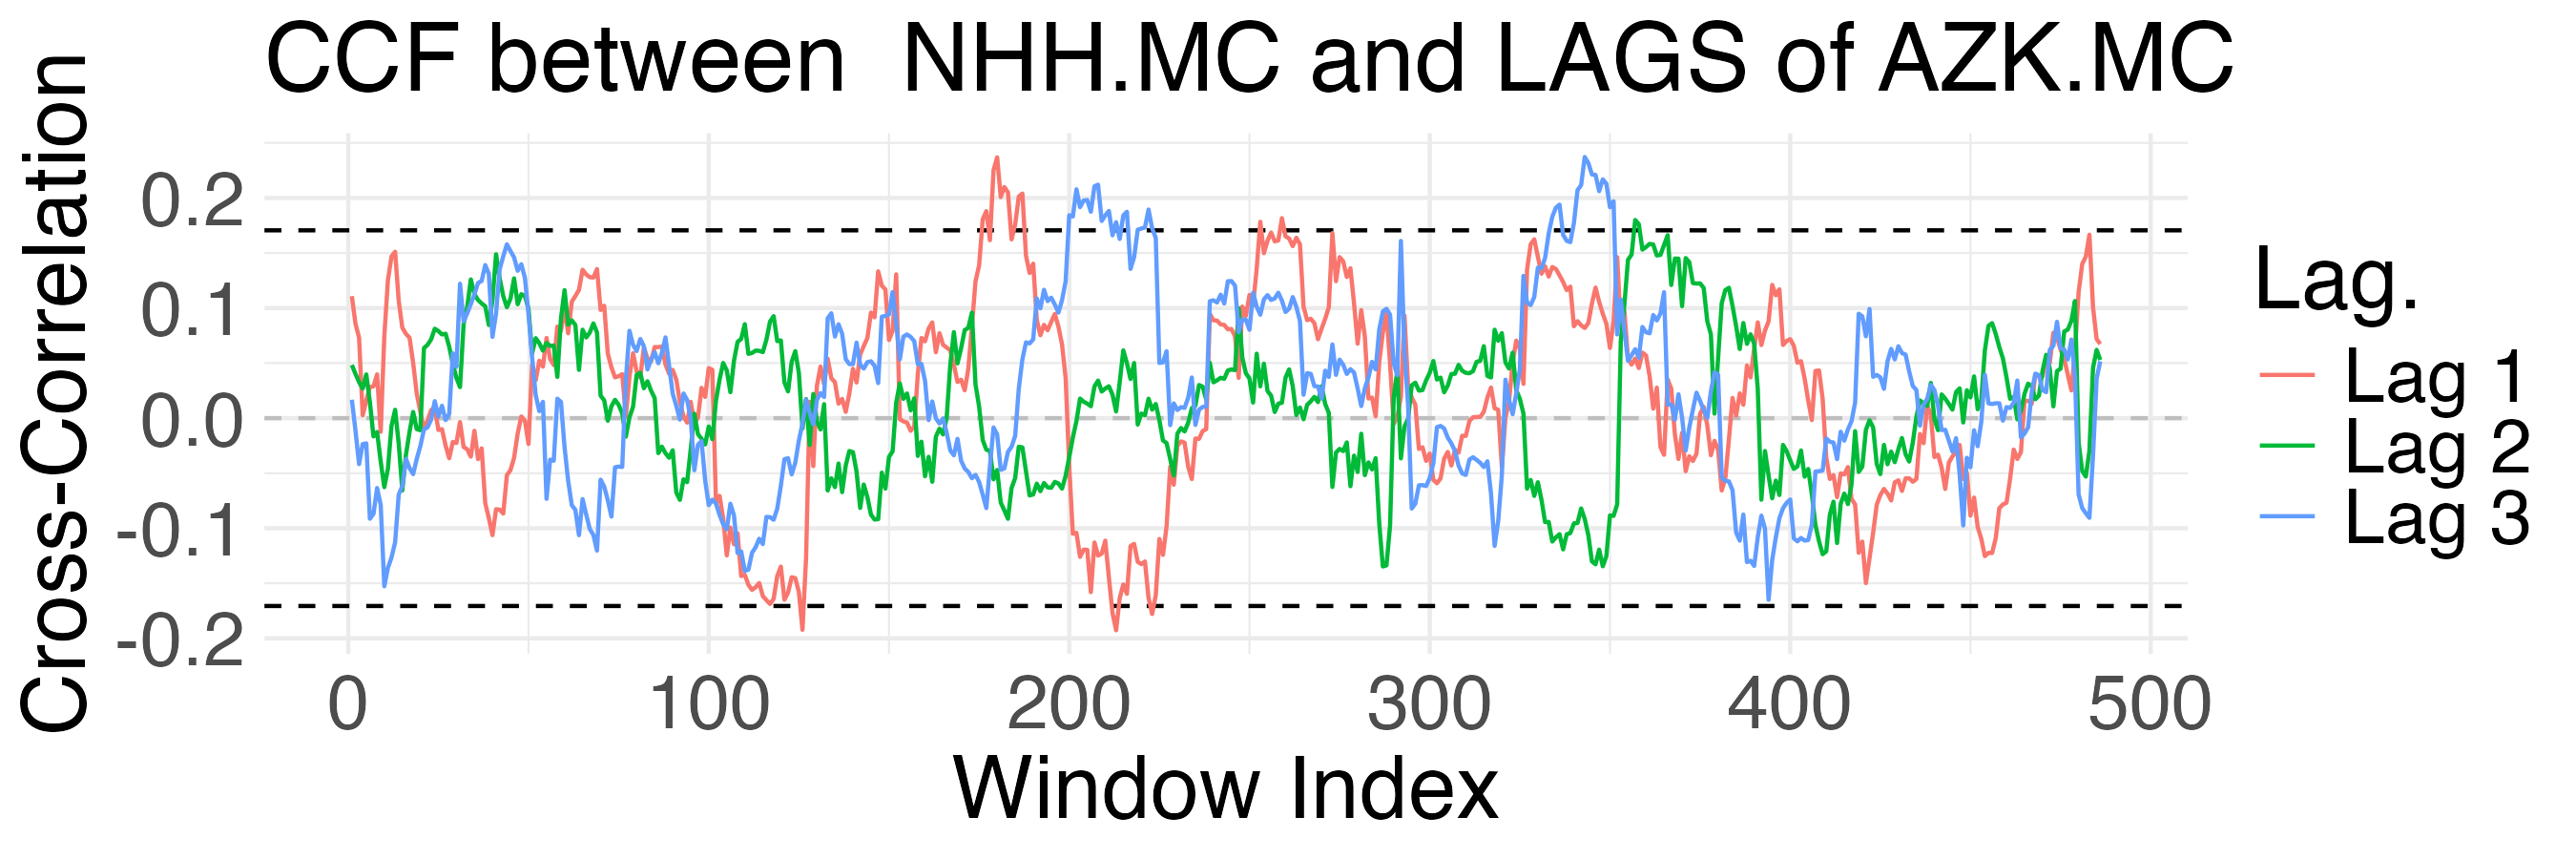 CCF between  NHH.MC and LAGS of AZK.MC
Cross-Correlation
0.2
0.1
0.0
-0.1
-0.2
0 100 200 300 400 500
Window Index
Lag.
Lag 1
Lag 2
Lag 3